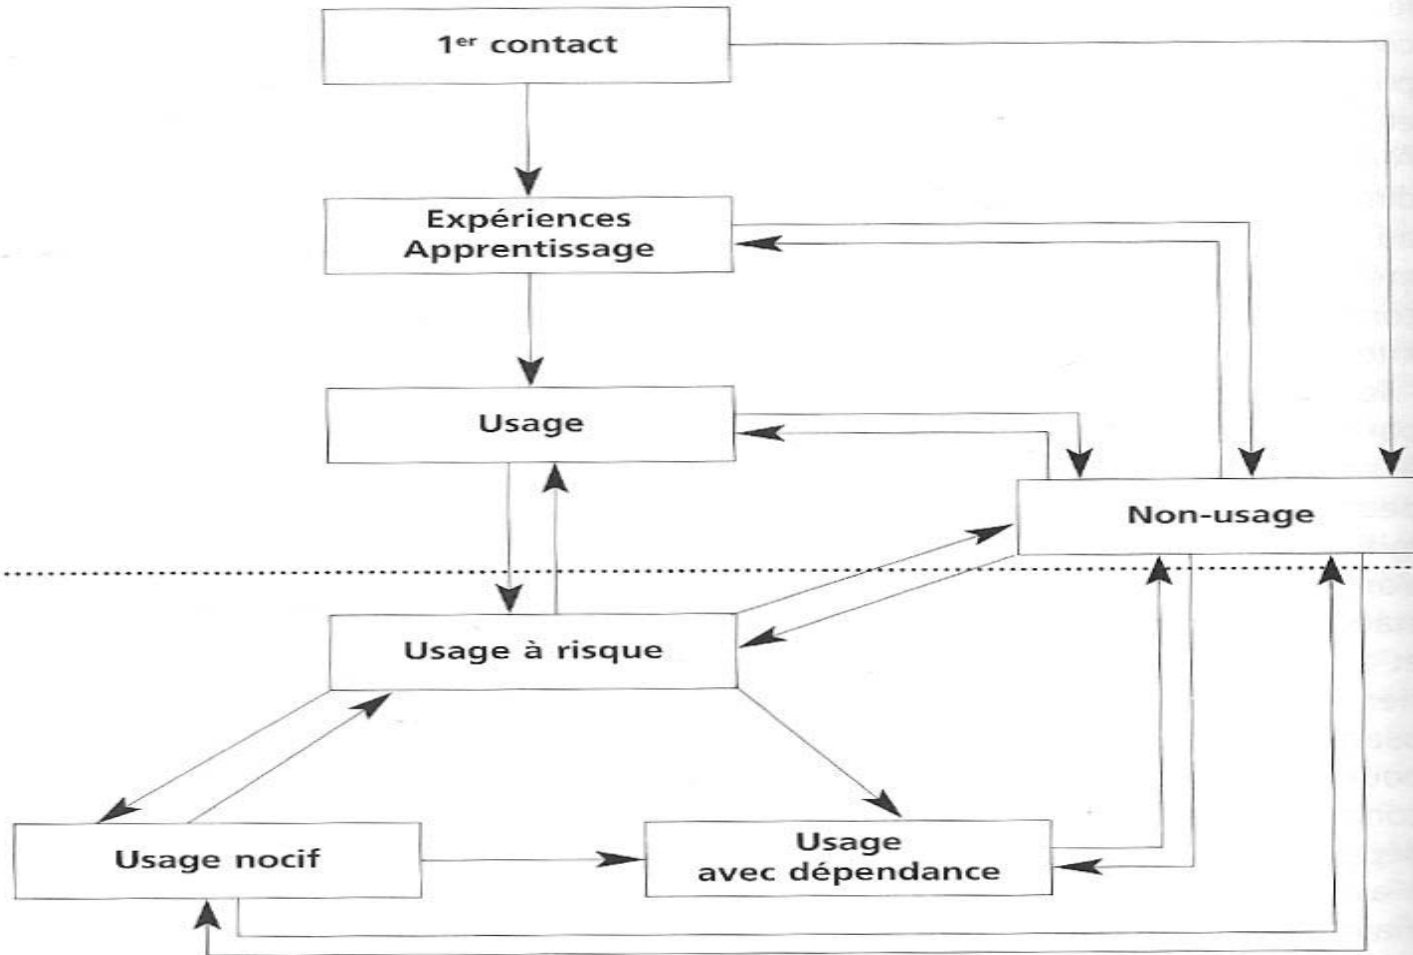 1er contact
Expériences
Apprentissage
Usage
Non-usage
Usage à risque
Usage nocif
Usage
avec dépendance